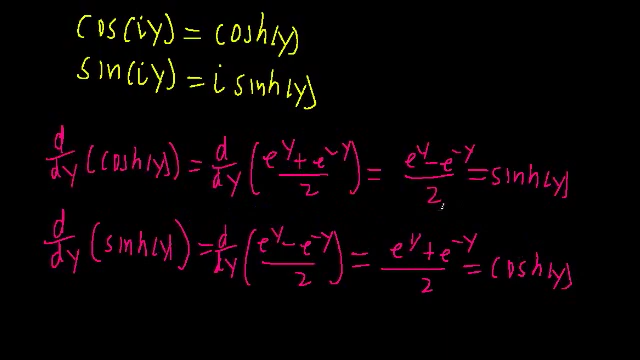 cos(iy) = cosh(y)
sin(iy) = i sinh(y)
d/dy (cosh(y) = d/dy ( (e^y + e^-y)/2 ) = (e^y - e^-y)/2 = sinh(y)
d/dy (sinh(y) = d/dy ( (e^y - e^-y)/2 ) = (e^y + e^-y)/2 = cosh(y)